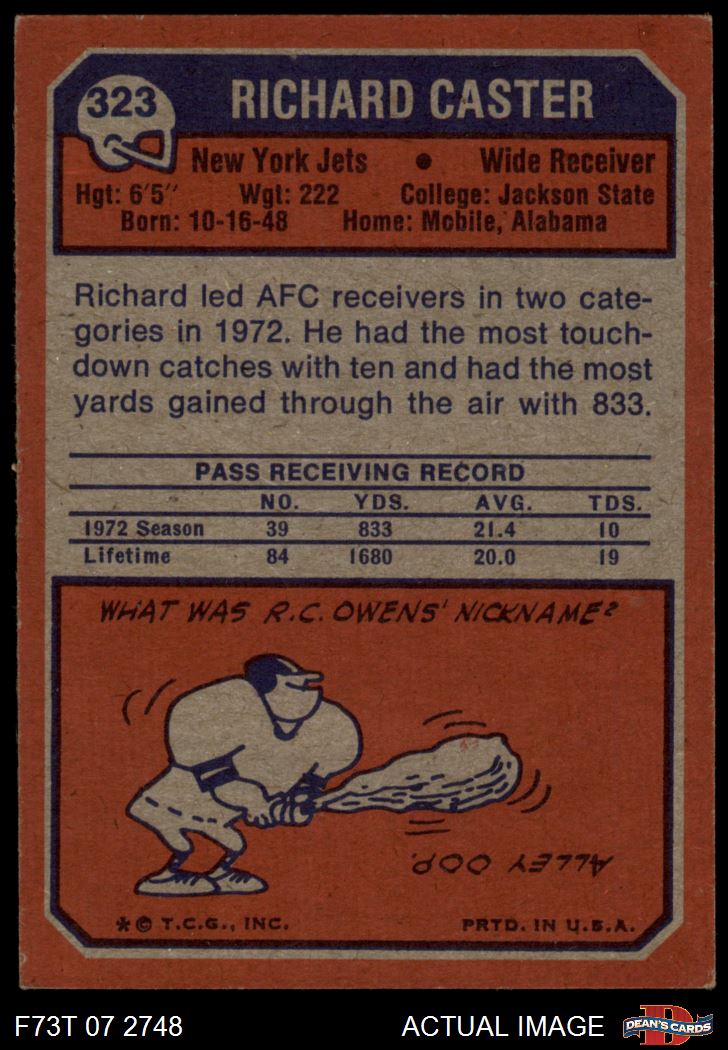 323
RICHARD CASTER
New York Jets • Wide Receiver
Hgt: 6'5" Wgt: 222 College: Jackson State
Born: 10-16-48 Home: Mobile, Alabama
Richard led AFC receivers in two cate-
gories in 1972. He had the most touch-
down catches with ten and had the most
yards gained through the air with 833.
PASS RECEIVING RECORD
NO. YDS. AVG. TDS.
1972 Season 39 833 21.4 10
Lifetime 84 1680 20.0 19
WHAT WAS R.C. OWENS' NICKNAME?
ALLEY OOP.
* © T.C.G., INC. PRTD. IN U.S.A.
F73T 07 2748 ACTUAL IMAGE
D
DEAN'S CARDS